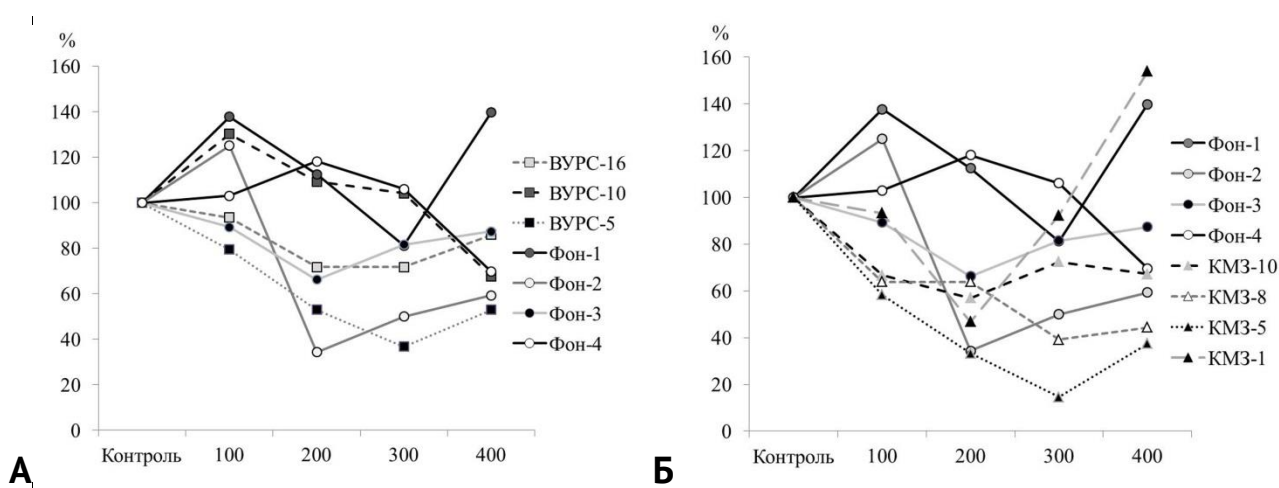 %
160
140
120
100
80
60
40
20
0
Контроль 100 200 300 400
ВУРС-16
ВУРС-10
ВУРС-5
Фон-1
Фон-2
Фон-3
Фон-4
А
%
160
140
120
100
80
60
40
20
0
Контроль 100 200 300 400
Фон-1
Фон-2
Фон-3
Фон-4
КМЗ-10
КМЗ-8
КМЗ-5
КМЗ-1
Б